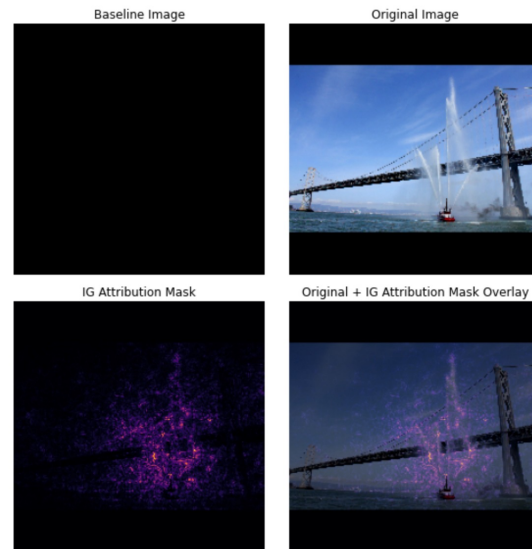 Baseline Image
Original Image
IG Attribution Mask
Original + IG Attribution Mask Overlay